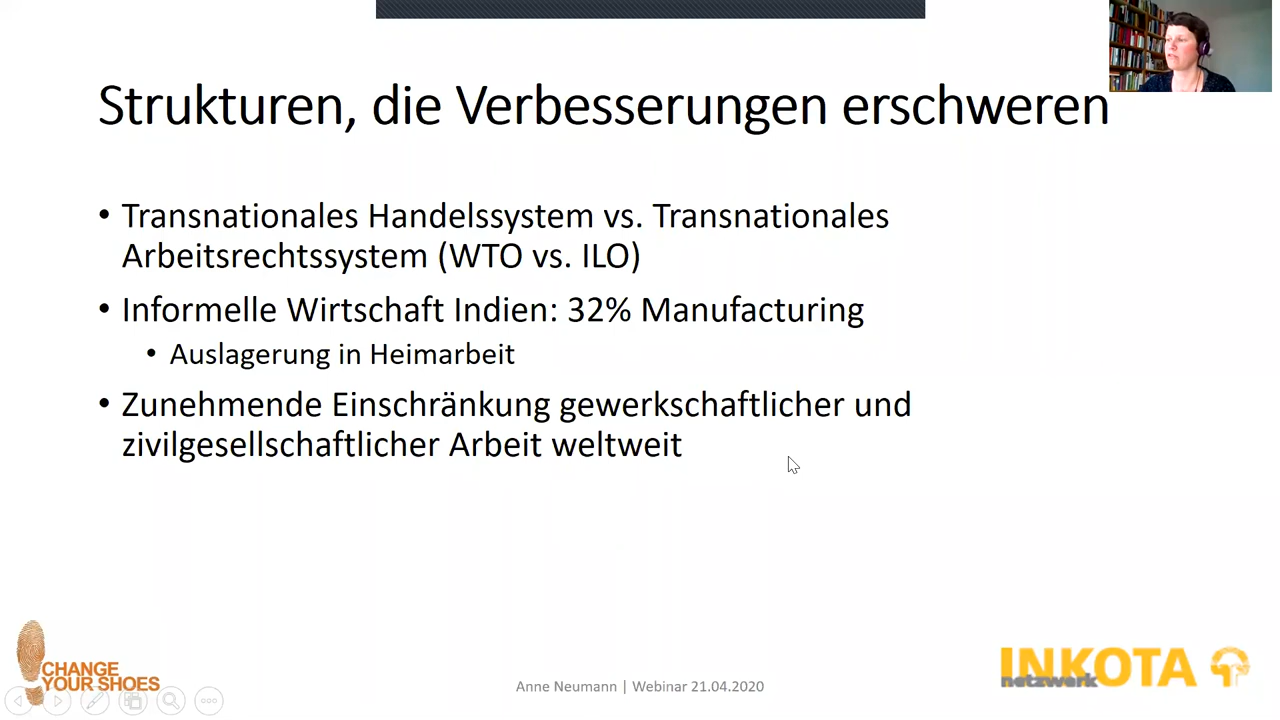 Strukturen, die Verbesserungen erschweren
• Transnationales Handelssystem vs. Transnationales
Arbeitsrechtssystem (WTO vs. ILO)
• Informelle Wirtschaft Indien: 32% Manufacturing
• Auslagerung in Heimarbeit
• Zunehmende Einschränkung gewerkschaftlicher und
zivilgesellschaftlicher Arbeit weltweit
CHANGE
YOUR SHOES
Anne Neumann | Webinar 21.04.2020
INKOTA
netzwerk